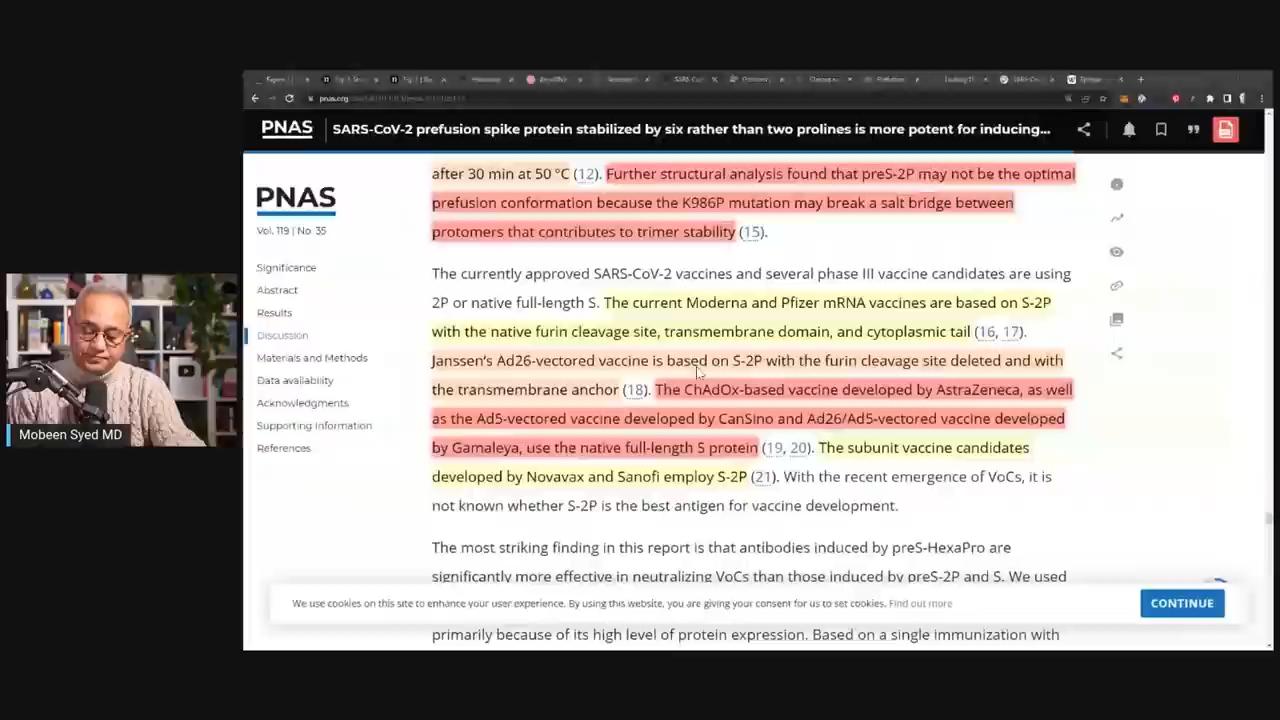 pnas.org
PNAS
SARS-CoV-2 prefusion spike protein stabilized by six rather than two prolines is more potent for inducing...
PNAS
Vol. 119 | No. 35
Significance
Abstract
Results
Discussion
Materials and Methods
Data availability
Acknowledgments
Supporting Information
References
after 30 min at 50 °C (12). Further structural analysis found that preS-2P may not be the optimal
prefusion conformation because the K986P mutation may break a salt bridge between
protomers that contributes to trimer stability (15).
The currently approved SARS-CoV-2 vaccines and several phase III vaccine candidates are using
2P or native full-length S. The current Moderna and Pfizer mRNA vaccines are based on S-2P
with the native furin cleavage site, transmembrane domain, and cytoplasmic tail (16, 17).
Janssen's Ad26-vectored vaccine is based on S-2P with the furin cleavage site deleted and with
the transmembrane anchor (18). The ChAdOx-based vaccine developed by AstraZeneca, as well
as the Ad5-vectored vaccine developed by CanSino and Ad26/Ad5-vectored vaccine developed
by Gamaleya, use the native full-length S protein (19, 20). The subunit vaccine candidates
developed by Novavax and Sanofi employ S-2P (21). With the recent emergence of VoCs, it is
not known whether S-2P is the best antigen for vaccine development.
The most striking finding in this report is that antibodies induced by preS-HexaPro are
significantly more effective in neutralizing VoCs than those induced by preS-2P and S. We used
We use cookies on this site to enhance your user experience. By using this website, you are giving your consent for us to set cookies. Find out more
CONTINUE
primarily because of its high level of protein expression. Based on a single immunization with
Mobeen Syed MD